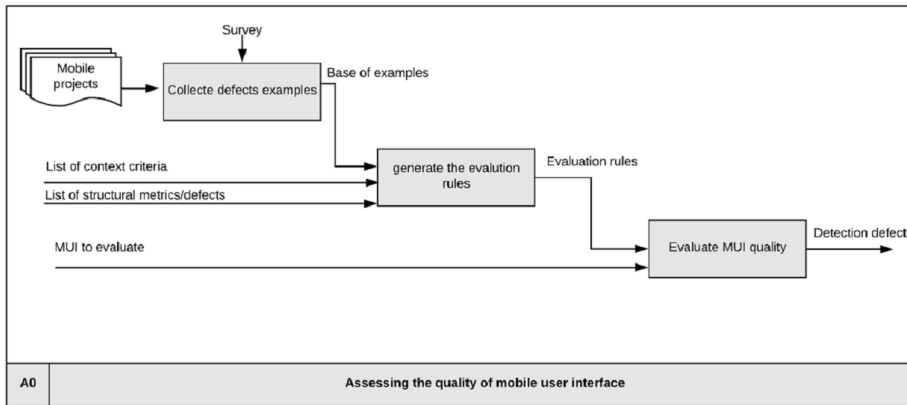 Survey
Mobile
projects
Collecte defects examples
Base of examples
List of context criteria
generate the evalution
rules
Evaluation rules
List of structural metrics/defects
MUI to evaluate
Evaluate MUI quality
Detection defect
A0
Assessing the quality of mobile user interface